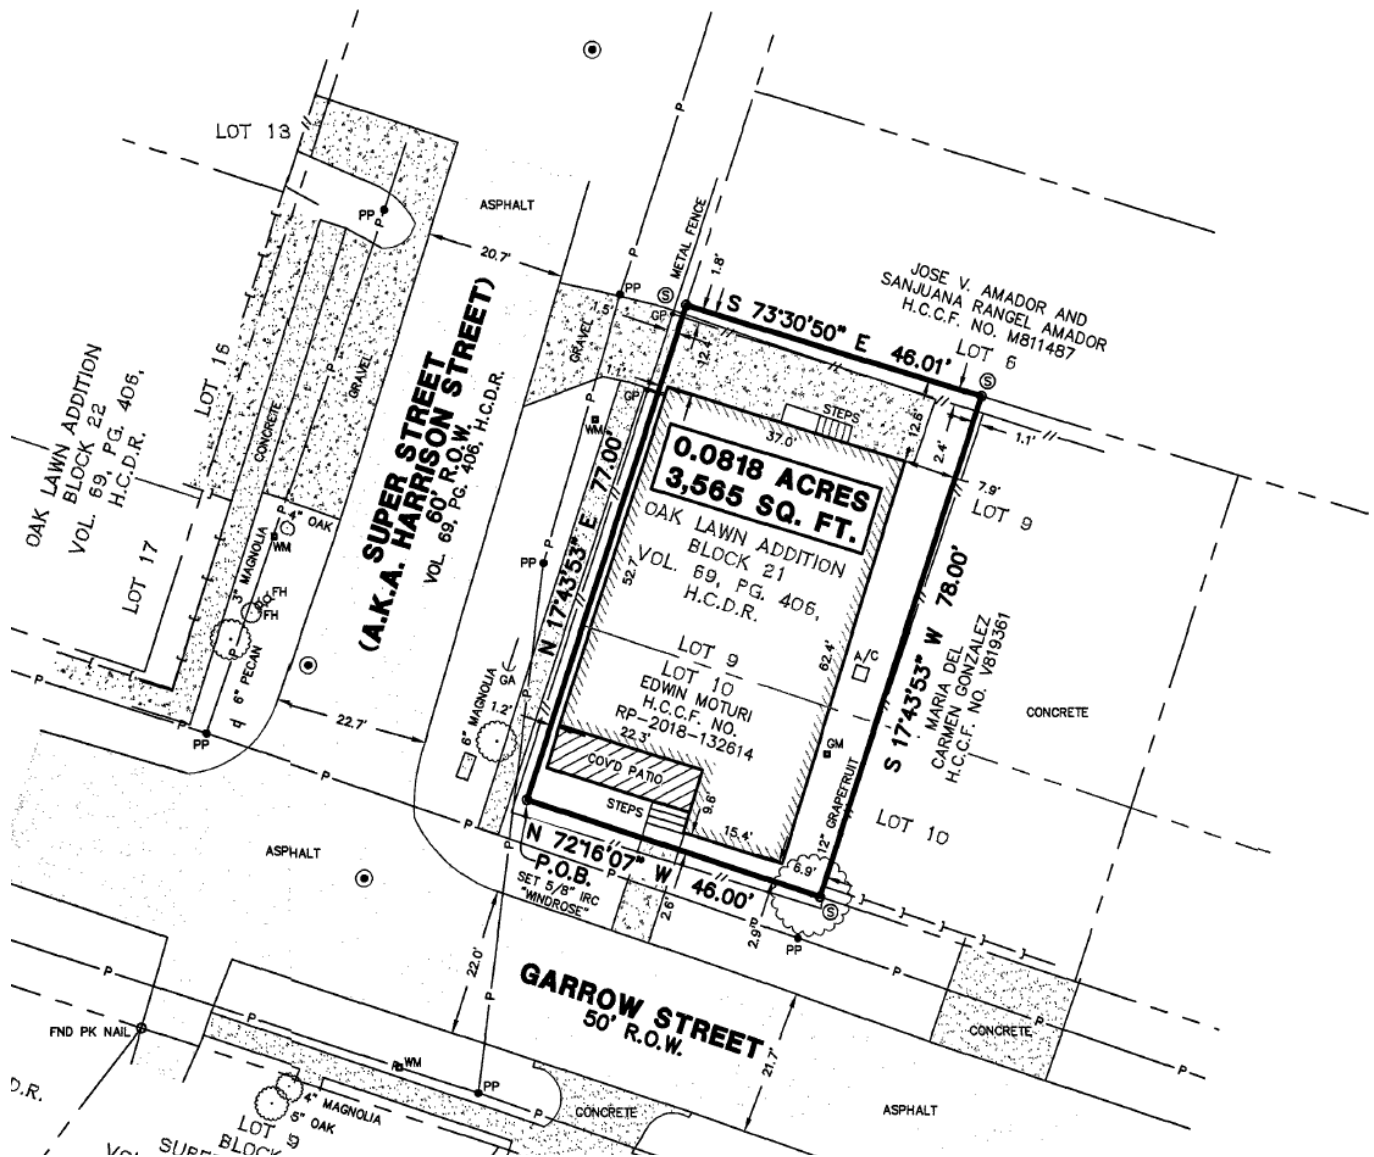 LOT 13
PP
P
ASPHALT
20.7'
METAL FENCE
1.8'
P
P
PP
S
JOSE V. AMADOR AND
SANJUANA RANGEL AMADOR
H.C.C.F. NO. M811487
LOT 6
S 73°30'50" E 46.01'
S
1.5'
GP
GRAVEL
12.7'
1.1'
GP
WM
STEPS
37.0'
12.6'
2.4'
1.1'
7.9'
LOT 9
OAK LAWN ADDITION
BLOCK 22
VOL. 69, PG. 406,
H.C.D.R.
LOT 16
LOT 17
CONCRETE
GRAVEL
P
4" OAK
WM
3" MAGNOLIA
FH
FH
P
6" PECAN
PP
22.7'
SUPER STREET
(A.K.A. HARRISON STREET)
60' R.O.W.
VOL. 69, PG. 406, H.C.D.R.
N 17°43'53" E 77.00'
PP
GA
6" MAGNOLIA
1.2'
0.0818 ACRES
3,565 SQ. FT.
OAK LAWN ADDITION
BLOCK 21
VOL. 69, PG. 406,
H.C.D.R.
52.7'
62.4'
LOT 9
LOT 10
EDWIN MOTURI
H.C.C.F. NO.
RP-2018-132614
22.3'
COV'D PATIO
STEPS
9.6'
15.4'
A/C
GM
12" GRAPEFRUIT
6.9'
S
S 17°43'53" W 78.00'
MARIA DEL
CARMEN GONZALEZ
H.C.C.F. NO. V819361
CONCRETE
LOT 10
N 72°16'07" W 46.00'
P.O.B.
SET 5/8" IRC
"WINDROSE"
2.6'
2.9'
PP
P
P
ASPHALT
22.0'
GARROW STREET
50' R.O.W.
21.7'
CONCRETE
P
P
ASPHALT
FND PK NAIL
P
P
WM
PP
P
CONCRETE
4" MAGNOLIA
5" OAK
D.R.
LOT 9
BLOCK